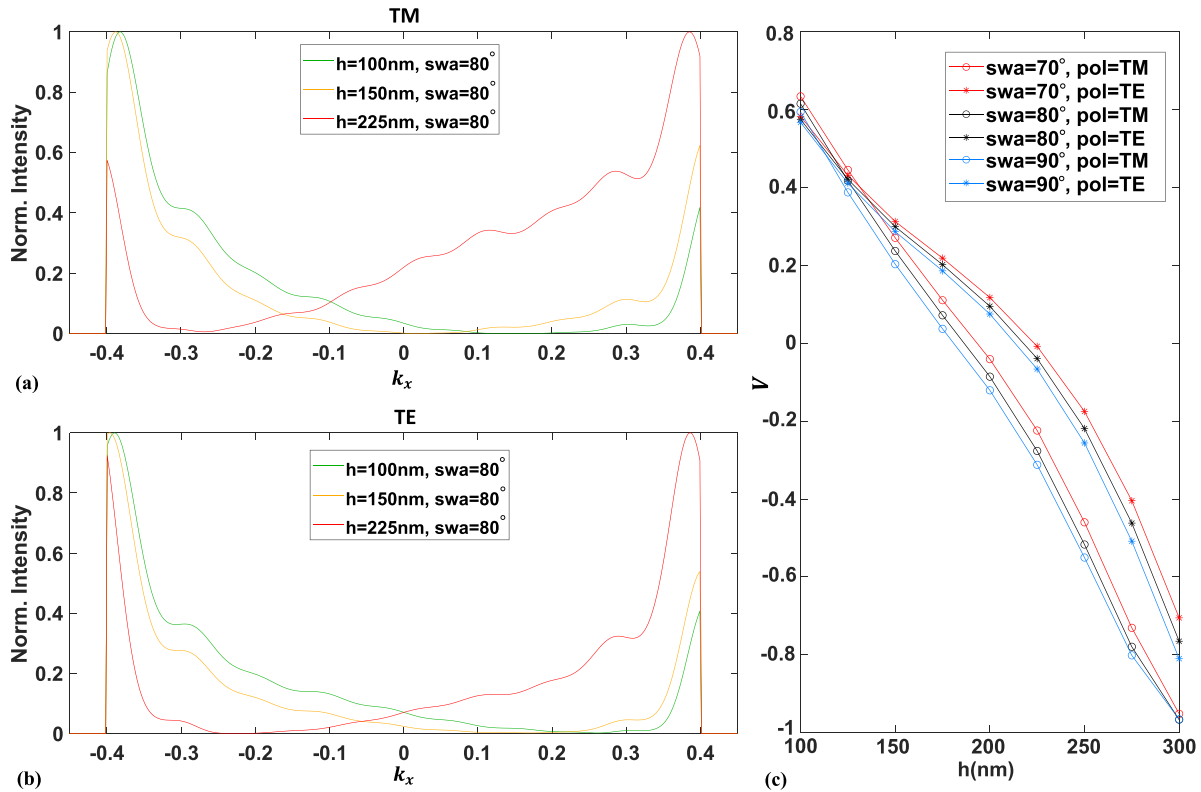 TM
1
0.8
0.6
0.4
0.2
0
Norm. Intensity
h=100nm, swa=80°
h=150nm, swa=80°
h=225nm, swa=80°
-0.4 -0.3 -0.2 -0.1 0 0.1 0.2 0.3 0.4
kx
(a)
TE
1
0.8
0.6
0.4
0.2
0
Norm. Intensity
h=100nm, swa=80°
h=150nm, swa=80°
h=225nm, swa=80°
-0.4 -0.3 -0.2 -0.1 0 0.1 0.2 0.3 0.4
kx
(b)
0.8
0.6
0.4
0.2
0
-0.2
-0.4
-0.6
-0.8
-1
V
swa=70°, pol=TM
swa=70°, pol=TE
swa=80°, pol=TM
swa=80°, pol=TE
swa=90°, pol=TM
swa=90°, pol=TE
100 150 200 250 300
h(nm)
(c)